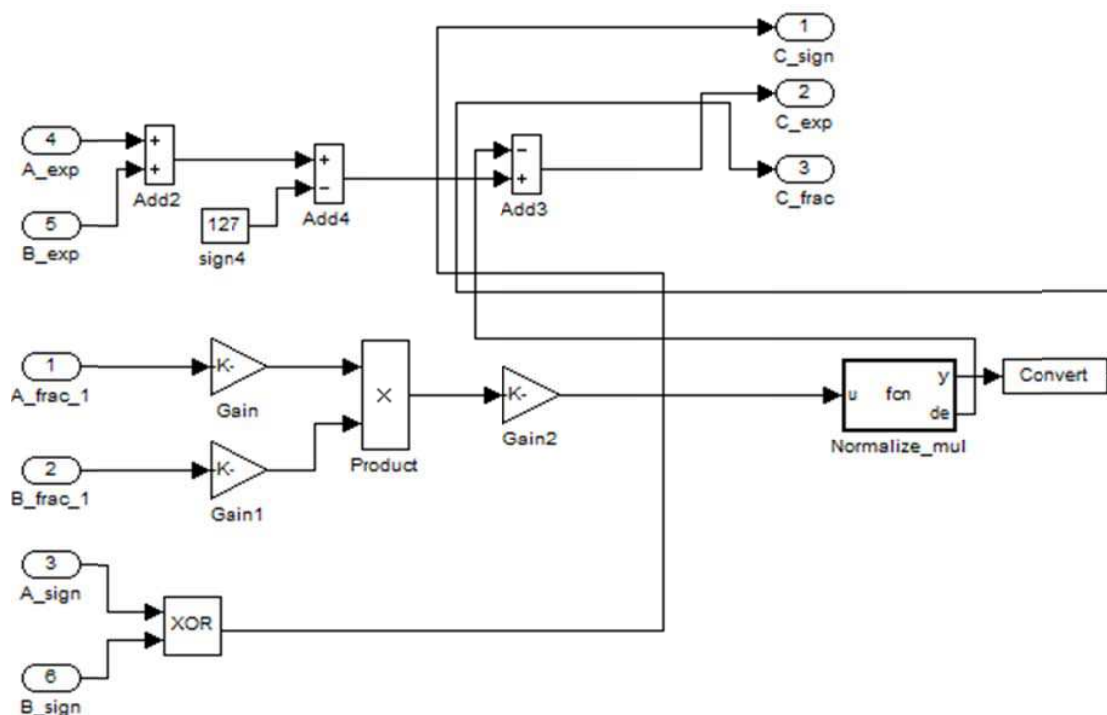 1
C_sign
2
C_exp
3
C_frac
4
A_exp
5
B_exp
+
+
Add2
127
sign4
+
−
Add4
−
+
Add3
1
A_frac_1
2
B_frac_1
K-
Gain
K-
Gain1
X
Product
K-
Gain2
u
fcn
y
de
Normalize_mul
Convert
3
A_sign
6
B_sign
XOR